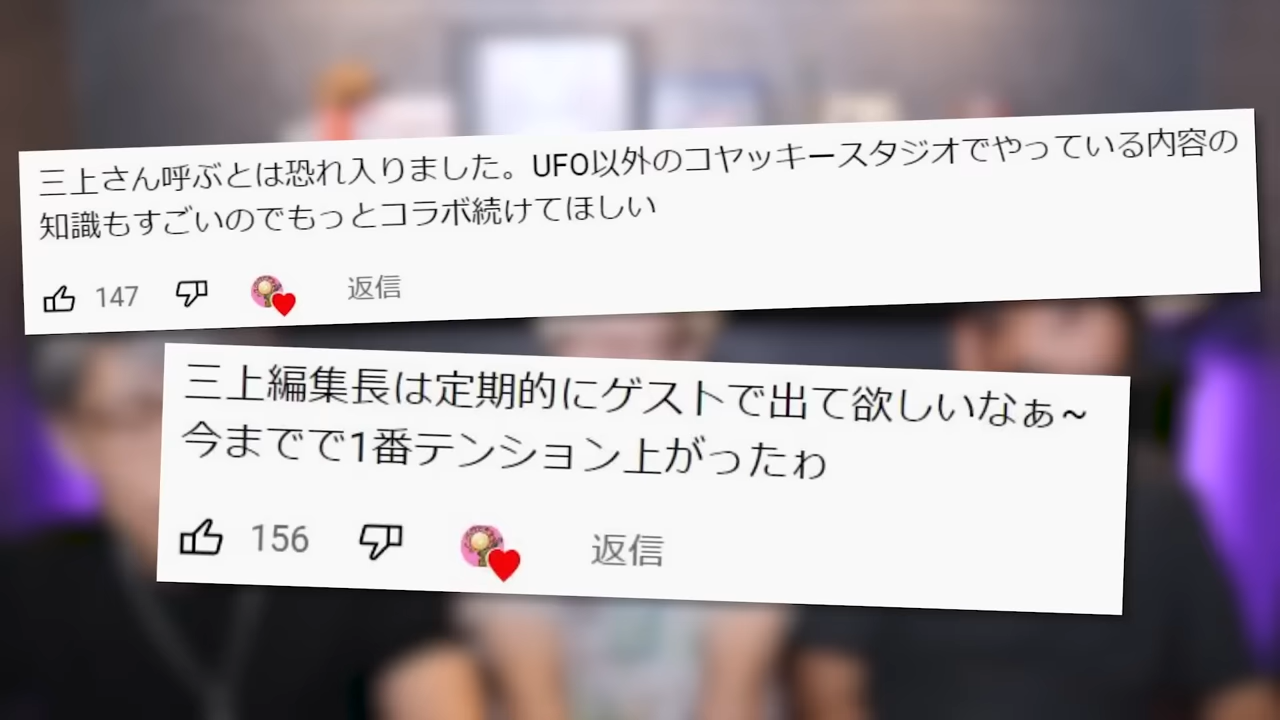 三上さん呼ぶとは恐れ入りました。UFO以外のコヤッキースタジオでやっている内容の
知識もすごいのでもっとコラボ続けてほしい
147 返信
三上編集長は定期的にゲストで出て欲しいなぁ~
今までで1番テンション上がったゎ
156 返信